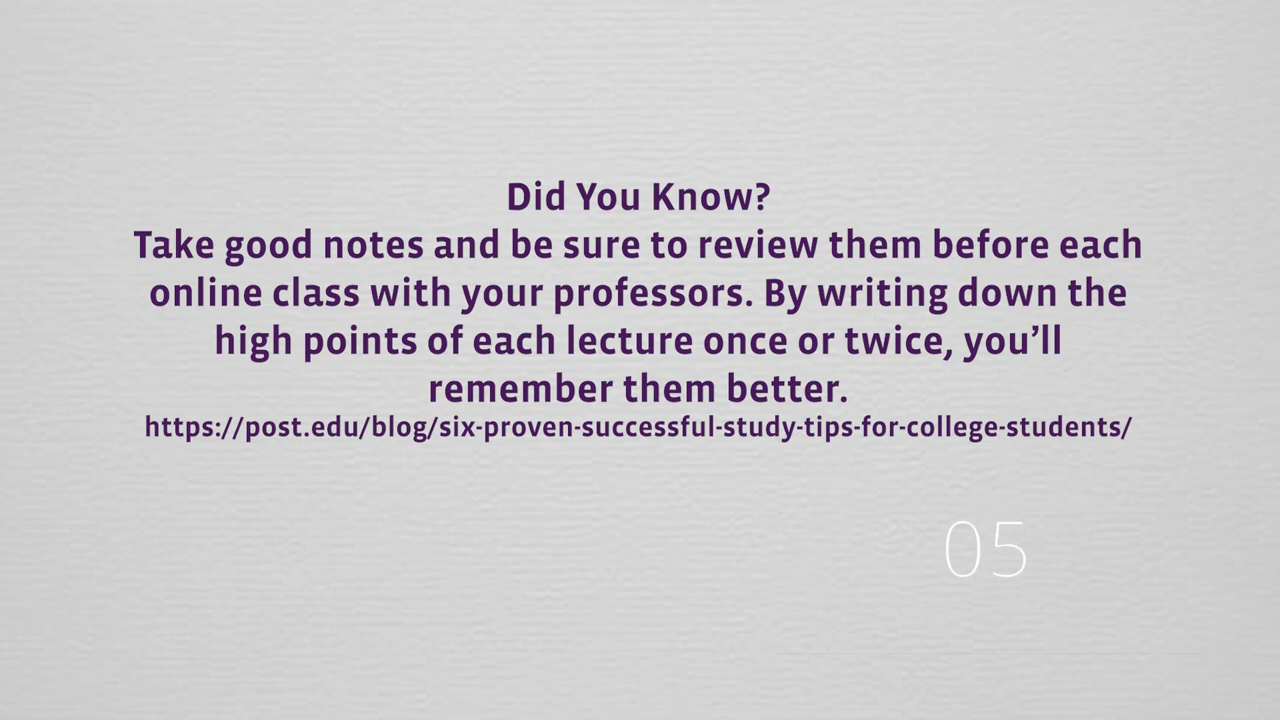 Did You Know?
Take good notes and be sure to review them before each
online class with your professors. By writing down the
high points of each lecture once or twice, you’ll
remember them better.
https://post.edu/blog/six-proven-successful-study-tips-for-college-students/
05